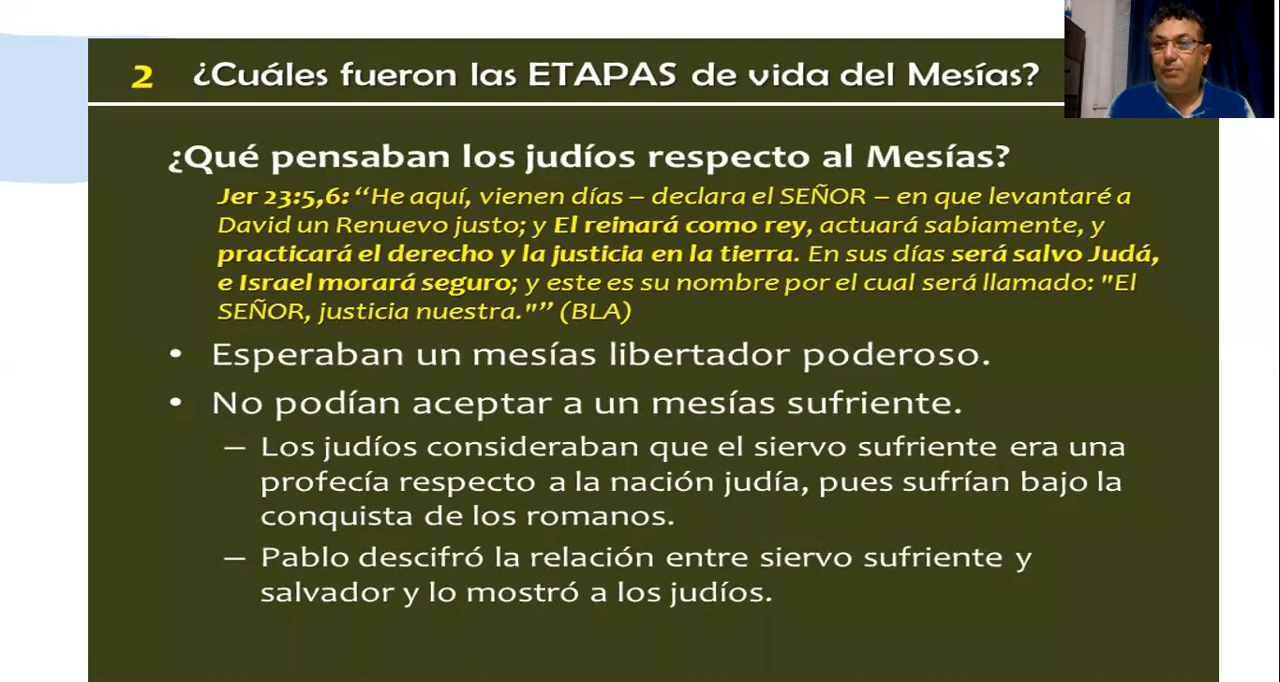 2 ¿Cuáles fueron las ETAPAS de vida del Mesías?
¿Qué pensaban los judíos respecto al Mesías?
Jer 23:5,6: “He aquí, vienen días – declara el SEÑOR – en que levantaré a
David un Renuevo justo; y El reinará como rey, actuará sabiamente, y
practicará el derecho y la justicia en la tierra. En sus días será salvo Judá,
e Israel morará seguro; y este es su nombre por el cual será llamado: "El
SEÑOR, justicia nuestra."” (BLA)
• Esperaban un mesías libertador poderoso.
• No podían aceptar a un mesías sufriente.
– Los judíos consideraban que el siervo sufriente era una
profecía respecto a la nación judía, pues sufrían bajo la
conquista de los romanos.
– Pablo descifró la relación entre siervo sufriente y
salvador y lo mostró a los judíos.